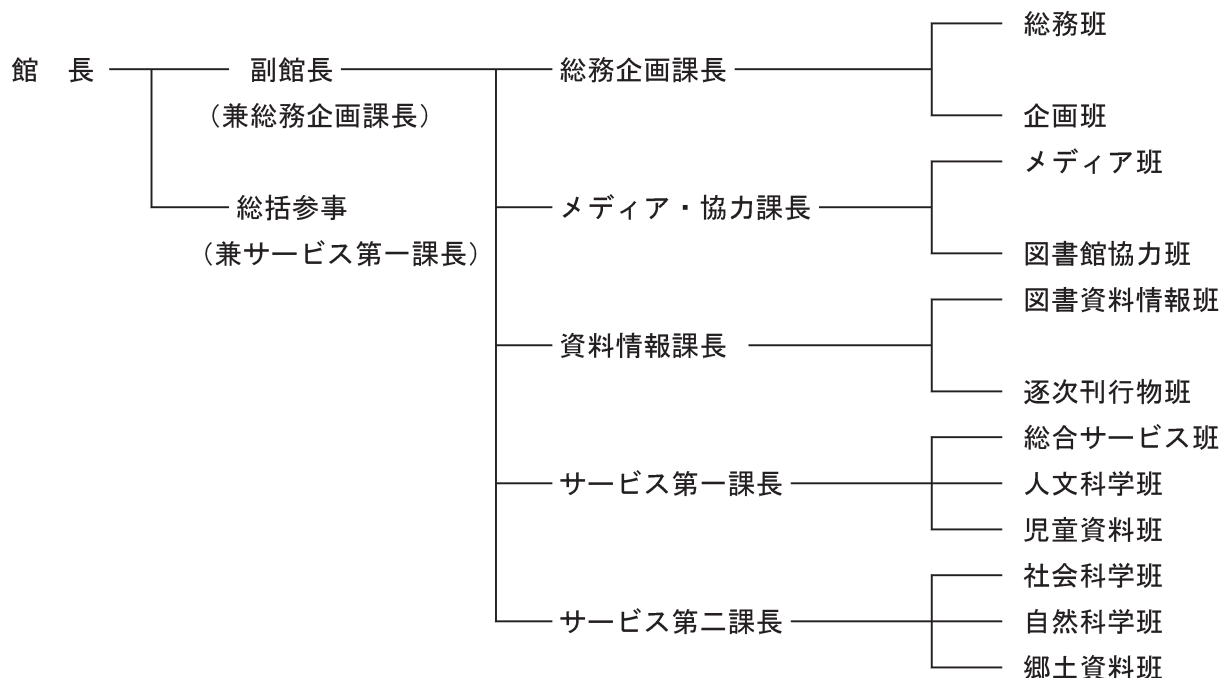 館　長
副館長
（兼総務企画課長）
総括参事
（兼サービス第一課長）
総務企画課長
総務班
企画班
メディア・協力課長
メディア班
図書館協力班
資料情報課長
図書資料情報班
逐次刊行物班
サービス第一課長
総合サービス班
人文科学班
児童資料班
サービス第二課長
社会科学班
自然科学班
郷土資料班